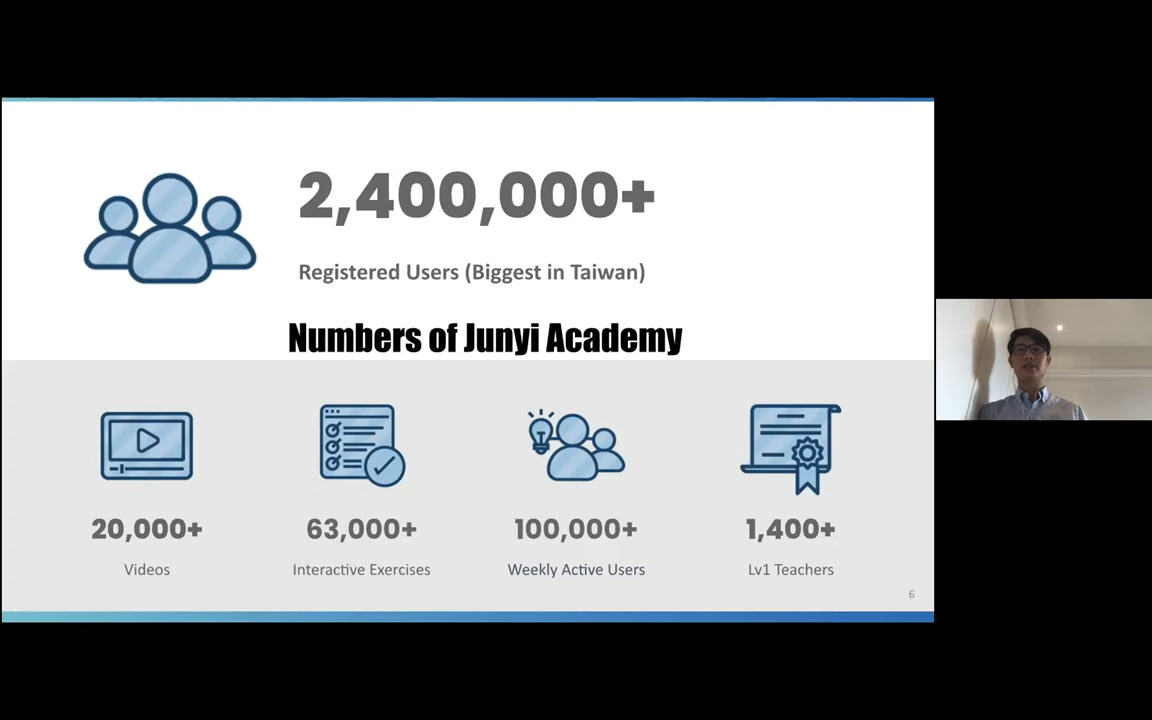 2,400,000+
Registered Users (Biggest in Taiwan)
Numbers of Junyi Academy
20,000+
Videos
63,000+
Interactive Exercises
100,000+
Weekly Active Users
1,400+
Lv1 Teachers
6